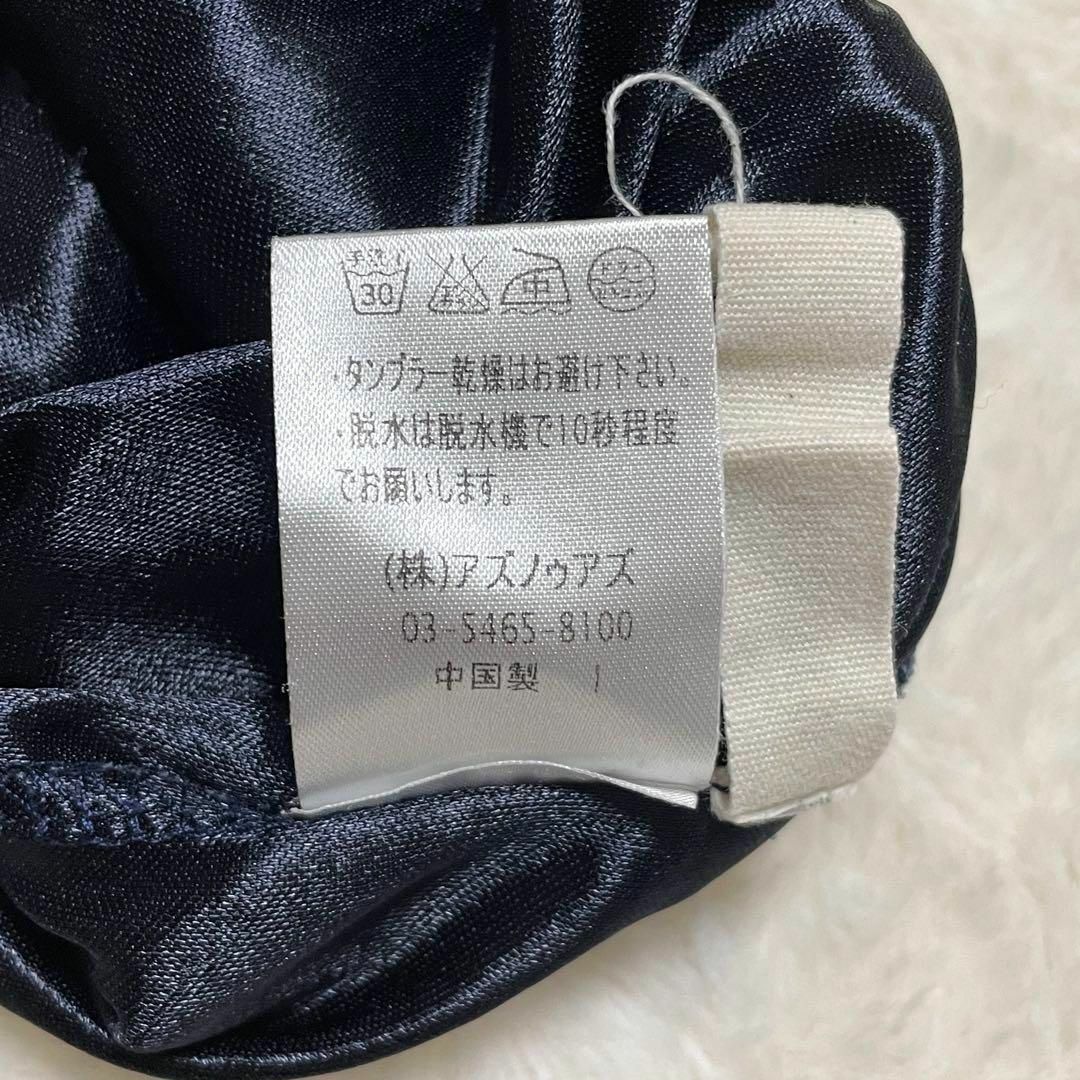 手洗イ
30
中
・タンブラー乾燥はお避け下さい。
・脱水は脱水機で10秒程度
でお願いします。
(株)アズノゥアズ
03-5465-8100
中国製 1